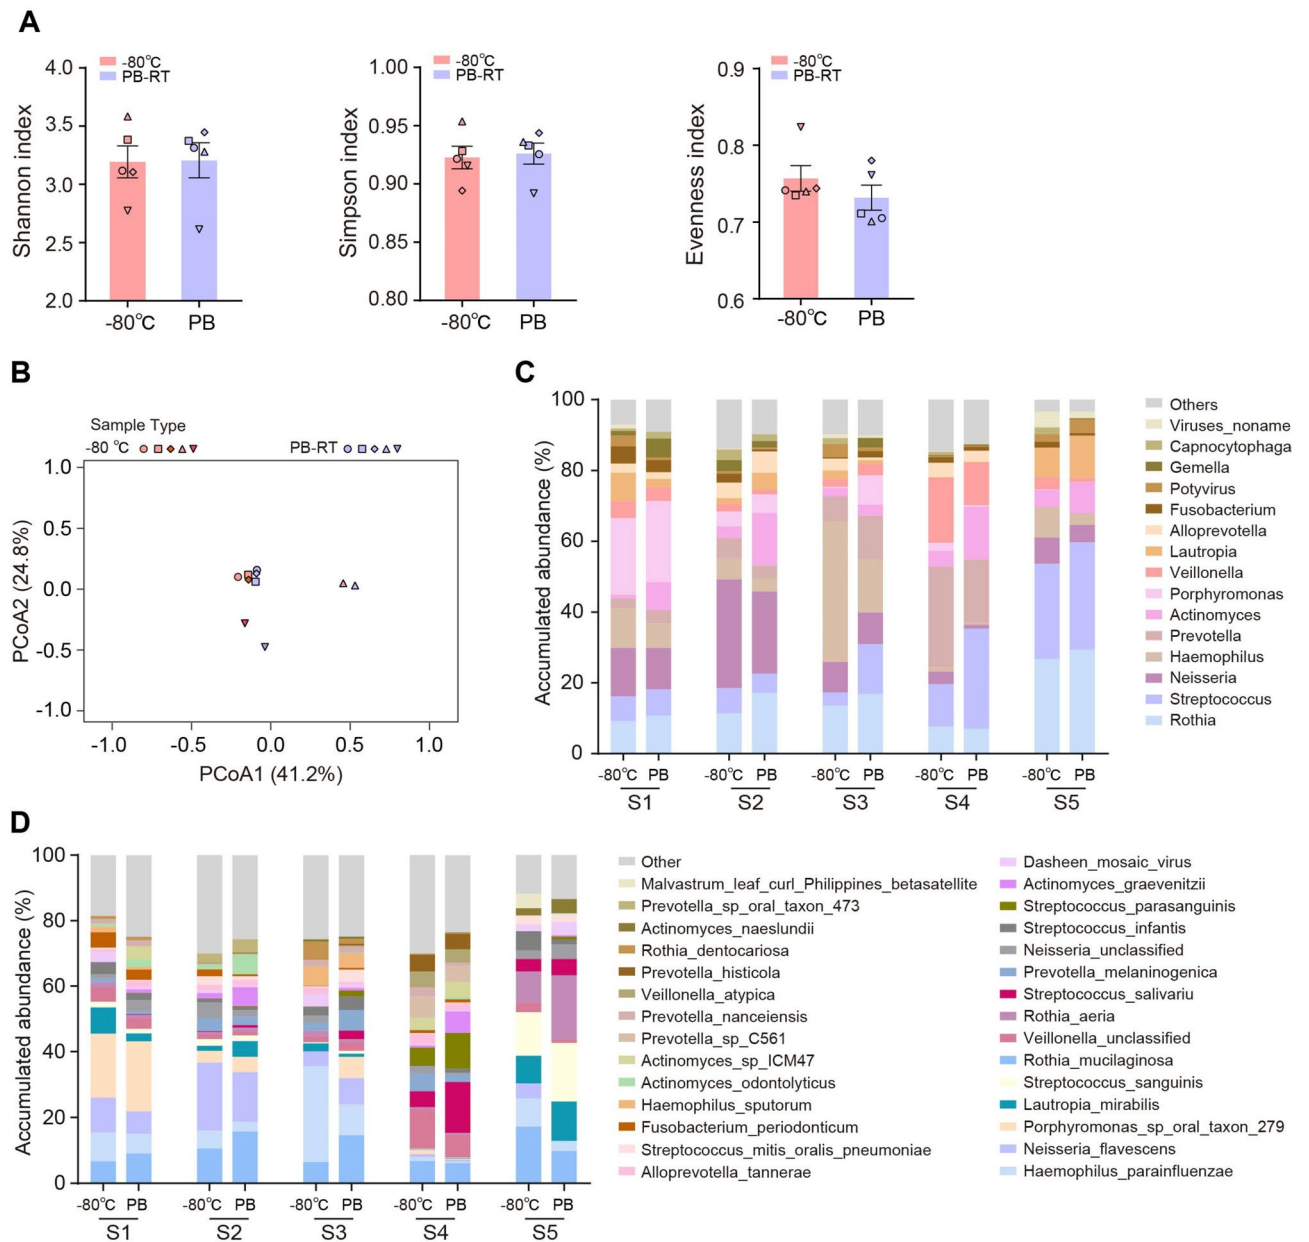 A
-80℃
PB-RT
Shannon index
4.0
3.5
3.0
2.5
2.0
-80℃ PB
-80℃
PB-RT
Simpson index
1.00
0.95
0.90
0.85
0.80
-80℃ PB
-80℃
PB-RT
Evenness index
0.9
0.8
0.7
0.6
-80℃ PB
B
Sample Type
-80 ℃ PB-RT
PCoA2 (24.8%)
1.0
0.5
0.0
-0.5
-1.0
-1.0 -0.5 0.0 0.5 1.0
PCoA1 (41.2%)
C
Accumulated abundance (%)
100
80
60
40
20
0
-80℃ PB -80℃ PB -80℃ PB -80℃ PB -80℃ PB
S1 S2 S3 S4 S5
Others
Viruses_noname
Capnocytophaga
Gemella
Potyvirus
Fusobacterium
Alloprevotella
Lautropia
Veillonella
Porphyromonas
Actinomyces
Prevotella
Haemophilus
Neisseria
Streptococcus
Rothia
D
Accumulated abundance (%)
100
80
60
40
20
0
-80℃ PB -80℃ PB -80℃ PB -80℃ PB -80℃ PB
S1 S2 S3 S4 S5
Other
Malvastrum_leaf_curl_Philippines_betasatellite
Prevotella_sp_oral_taxon_473
Actinomyces_naeslundii
Rothia_dentocariosa
Prevotella_histicola
Veillonella_atypica
Prevotella_nanceiensis
Prevotella_sp_C561
Actinomyces_sp_ICM47
Actinomyces_odontolyticus
Haemophilus_sputorum
Fusobacterium_periodonticum
Streptococcus_mitis_oralis_pneumoniae
Alloprevotella_tannerae
Dasheen_mosaic_virus
Actinomyces_graevenitzii
Streptococcus_parasanguinis
Streptococcus_infantis
Neisseria_unclassified
Prevotella_melaninogenica
Streptococcus_salivariu
Rothia_aeria
Veillonella_unclassified
Rothia_mucilaginosa
Streptococcus_sanguinis
Lautropia_mirabilis
Porphyromonas_sp_oral_taxon_279
Neisseria_flavescens
Haemophilus_parainfluenzae